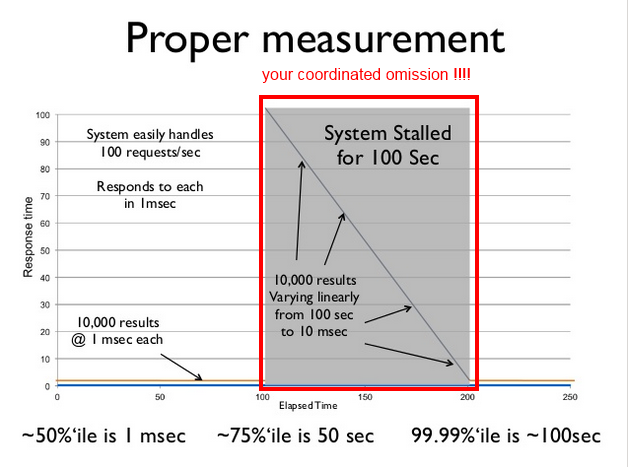 Proper measurement
your coordinated omission !!!!
System easily handles
100 requests/sec
Responds to each
in 1msec
System Stalled
for 100 Sec
10,000 results
Varying linearly
from 100 sec
to 10 msec
10,000 results
@ 1 msec each
Response time
100
90
80
70
60
50
40
30
20
10
0
0
50
100
150
200
250
Elapsed Time
~50%‘ile is 1 msec
~75%‘ile is 50 sec
99.99%‘ile is ~100sec